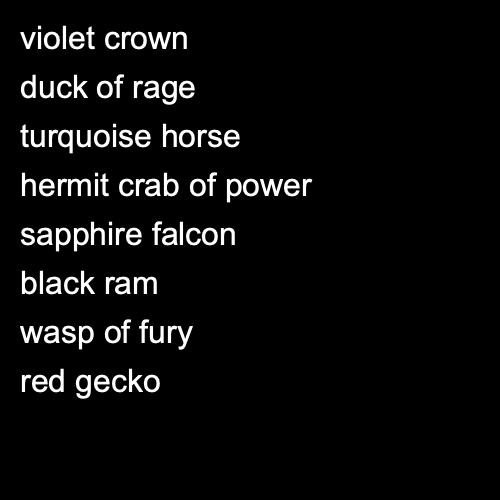 violet crown
duck of rage
turquoise horse
hermit crab of power
sapphire falcon
black ram
wasp of fury
red gecko